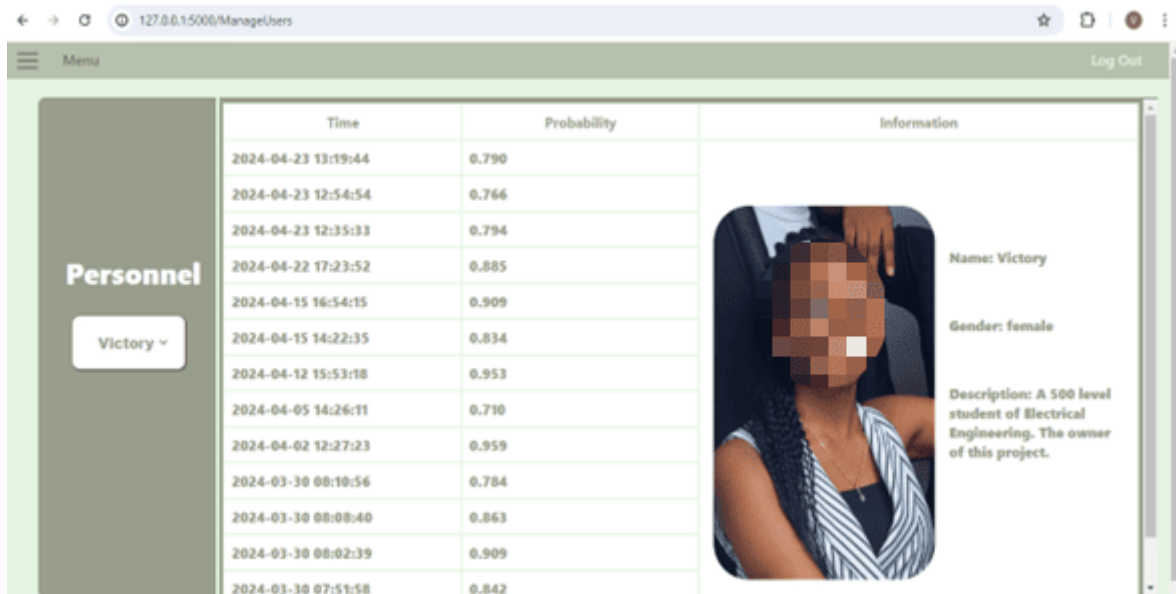 127.0.0.1:5000/ManageUsers
V
Menu
Log Out
Personnel
Victory
Time Probability Information
2024-04-23 13:19:44 0.790
2024-04-23 12:54:54 0.766
2024-04-23 12:35:33 0.794
2024-04-22 17:23:52 0.885
2024-04-15 16:54:15 0.909
2024-04-15 14:22:35 0.834
2024-04-12 15:53:18 0.953
2024-04-05 14:26:11 0.710
2024-04-02 12:27:23 0.959
2024-03-30 08:10:56 0.784
2024-03-30 08:08:40 0.863
2024-03-30 08:02:39 0.909
2024-03-30 07:51:58 0.842
Name: Victory
Gender: female
Description: A 500 level
student of Electrical
Engineering. The owner
of this project.